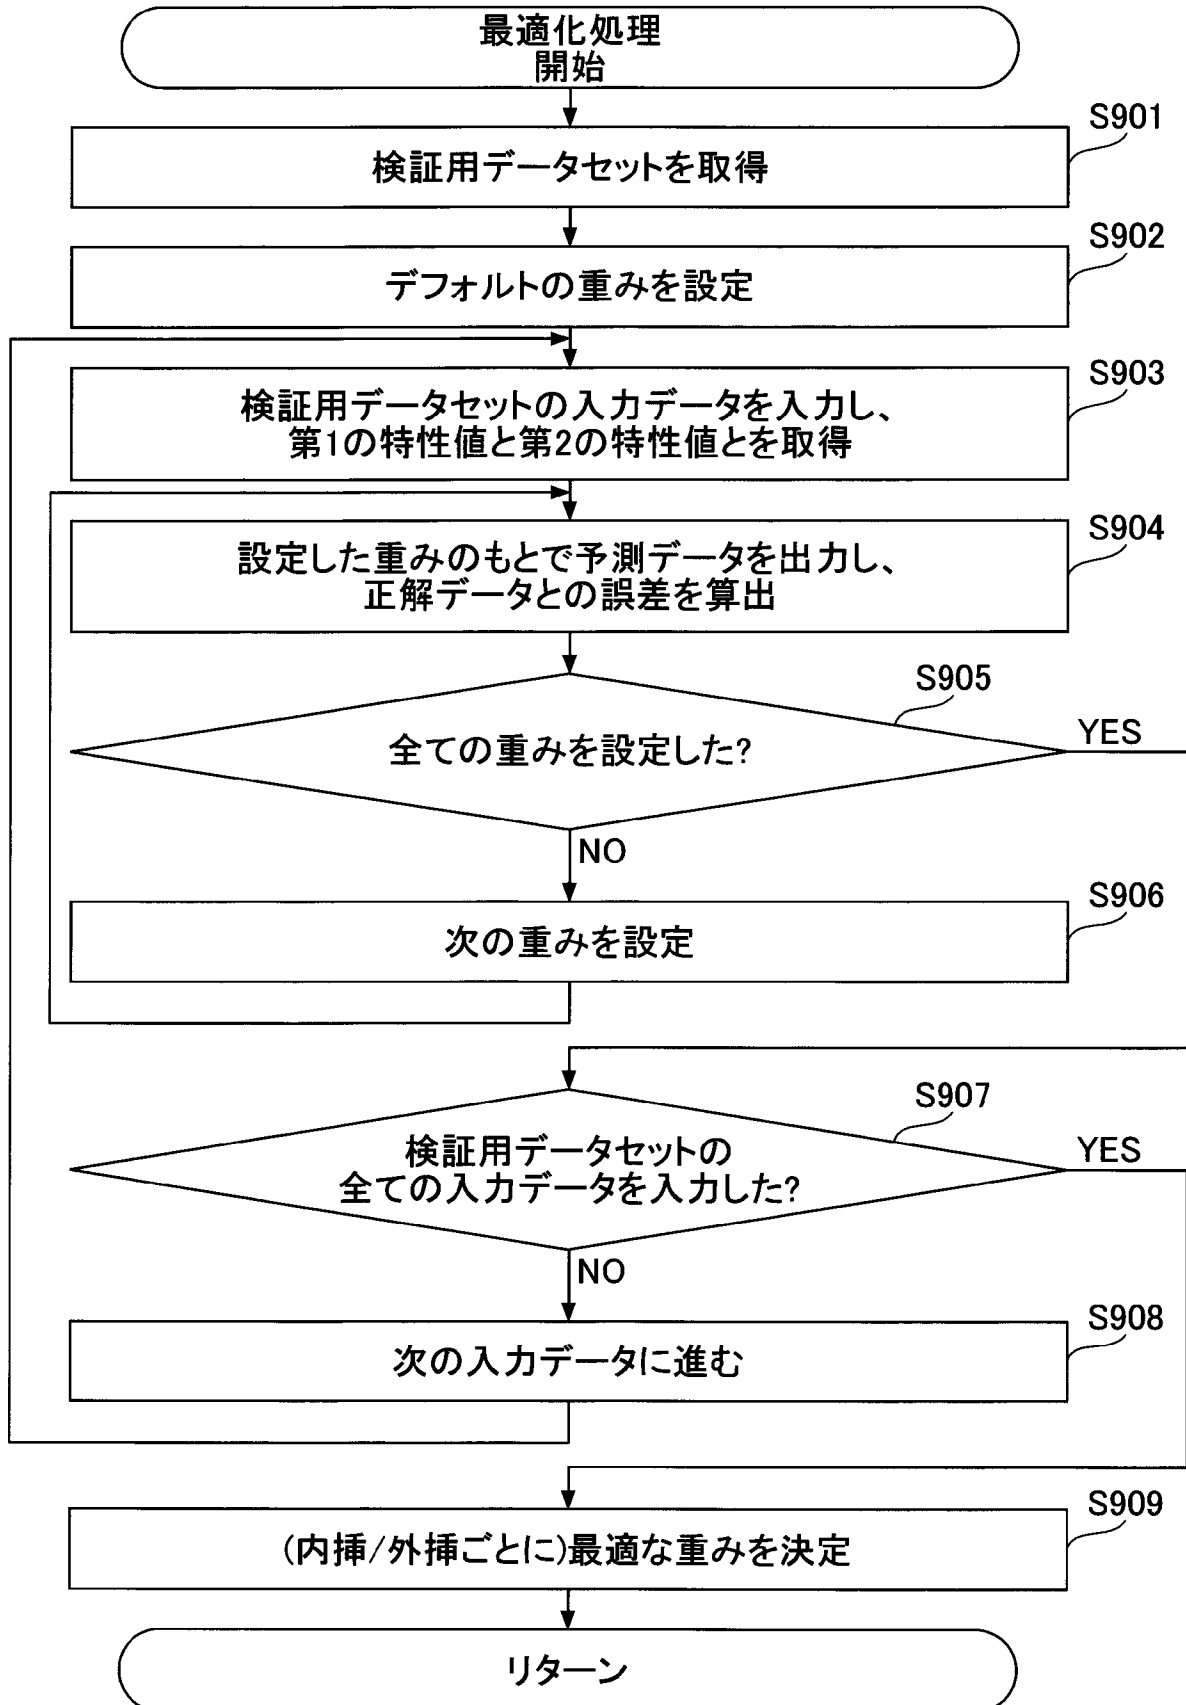 最適化処理
開始
S901
検証用データセットを取得
S902
デフォルトの重みを設定
S903
検証用データセットの入力データを入力し、
第1の特性値と第2の特性値とを取得
S904
設定した重みのもとで予測データを出力し、
正解データとの誤差を算出
S905
全ての重みを設定した?
YES
NO
S906
次の重みを設定
S907
検証用データセットの
全ての入力データを入力した?
YES
NO
S908
次の入力データに進む
S909
(内挿/外挿ごとに)最適な重みを決定
リターン